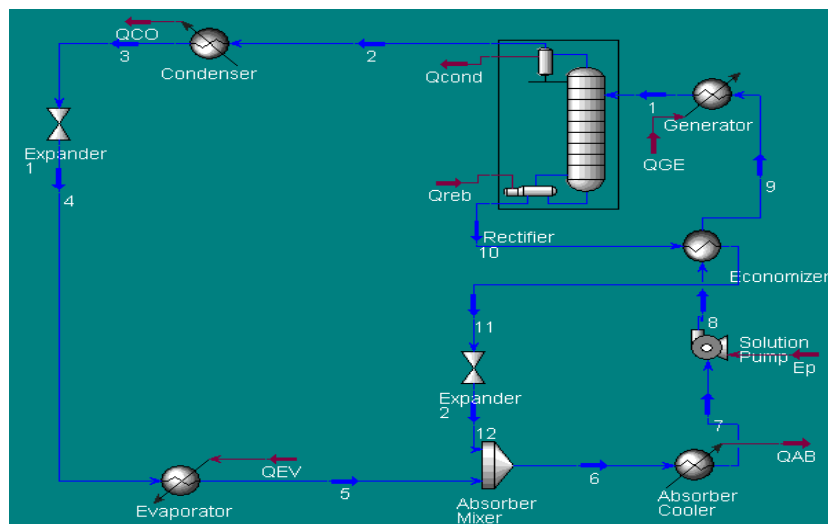 QCO
3
2
Condenser
Qcond
1
Generator
Expander
1
QGE
4
Qreb
9
Rectifier
10
Economizer
11
8
Solution
Pump
Ep
Expander
2
12
7
QAB
QEV
5
6
Evaporator
Absorber
Mixer
Absorber
Cooler